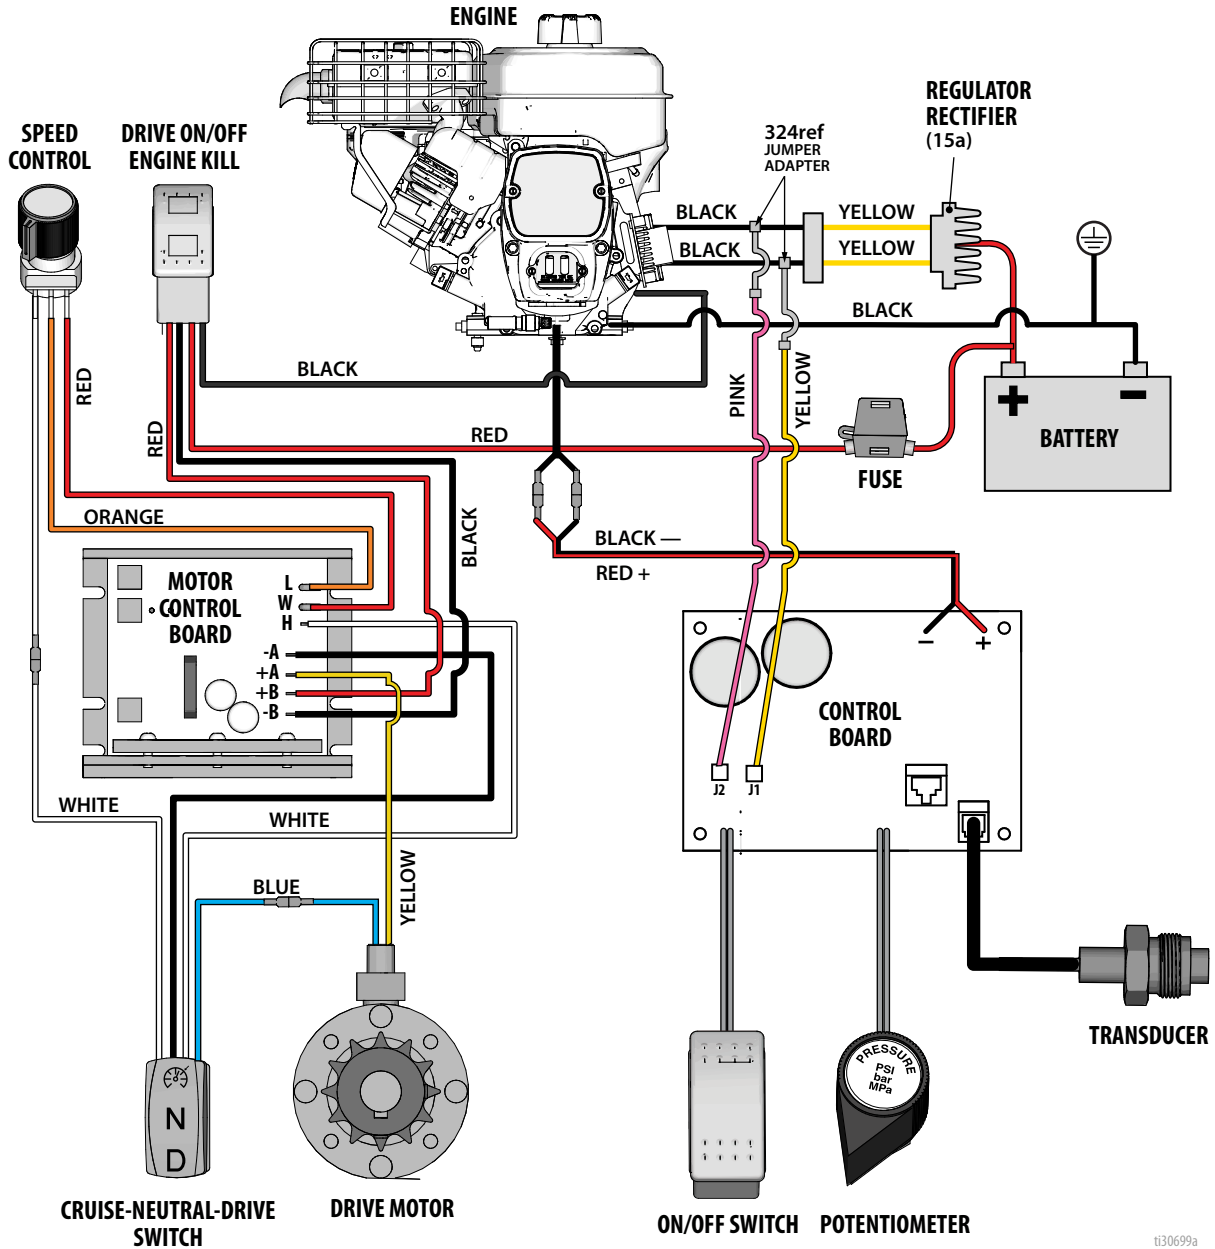 ENGINE
REGULATOR
RECTIFIER
(15a)
SPEED
CONTROL
DRIVE ON/OFF
ENGINE KILL
324ref
JUMPER
ADAPTER
BLACK
YELLOW
BLACK
YELLOW
BLACK
BLACK
RED
PINK
YELLOW
RED
RED
BATTERY
FUSE
ORANGE
BLACK
BLACK —
RED +
MOTOR
CONTROL
BOARD
L
W
H
-A
+A
+B
-B
–
+
CONTROL
BOARD
J2
J1
WHITE
WHITE
BLUE
YELLOW
N
D
PRESSURE
PSI
bar
MPa
TRANSDUCER
CRUISE-NEUTRAL-DRIVE
SWITCH
DRIVE MOTOR
ON/OFF SWITCH
POTENTIOMETER
ti30699a